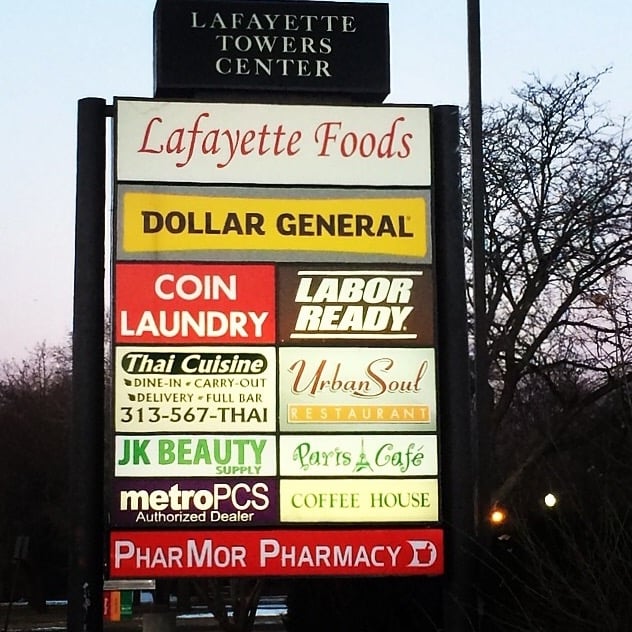 LAFAYETTE
TOWERS
CENTER
Lafayette Foods
DOLLAR GENERAL
COIN
LAUNDRY
LABOR
READY
Thai Cuisine
DINE-IN • CARRY-OUT
DELIVERY • FULL BAR
313-567-THAI
UrbanSoul
RESTAURANT
JK BEAUTY
SUPPLY
Paris Café
metroPCS
Authorized Dealer
COFFEE HOUSE
PHARMOR PHARMACY